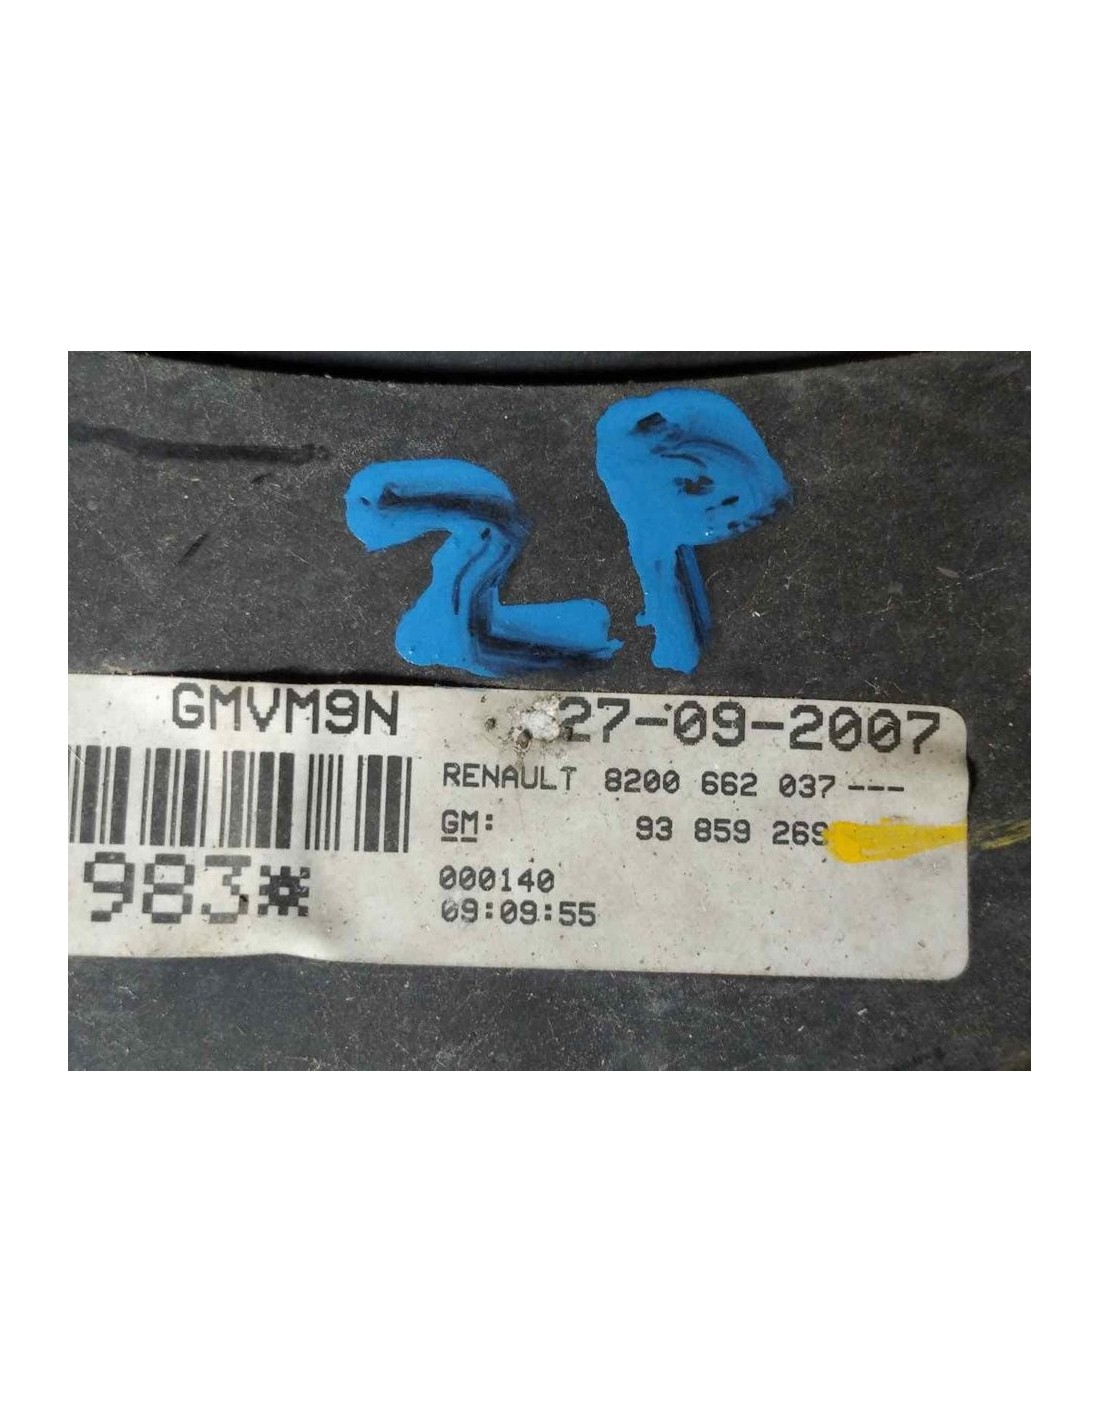 2P
GMVM9N 27-09-2007
RENAULT 8200 662 037 ---
GM: 93 859 269
983*
000140
09:09:55